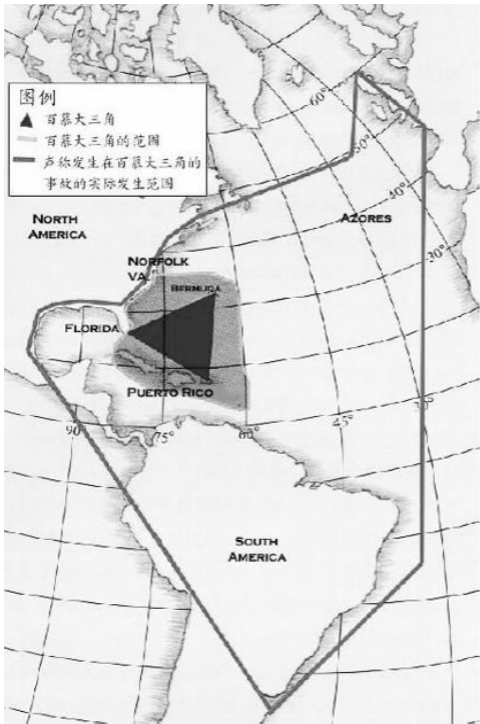 图例
百慕大三角
百慕大三角的范围
声称发生在百慕大三角的
事故的实际发生范围
60°
50°
40°
30°
NORTH
AMERICA
AZORES
NORFOLK
VA.
BERMUDA
FLORIDA
PUERTO RICO
90°
75°
60°
45°
SOUTH
AMERICA